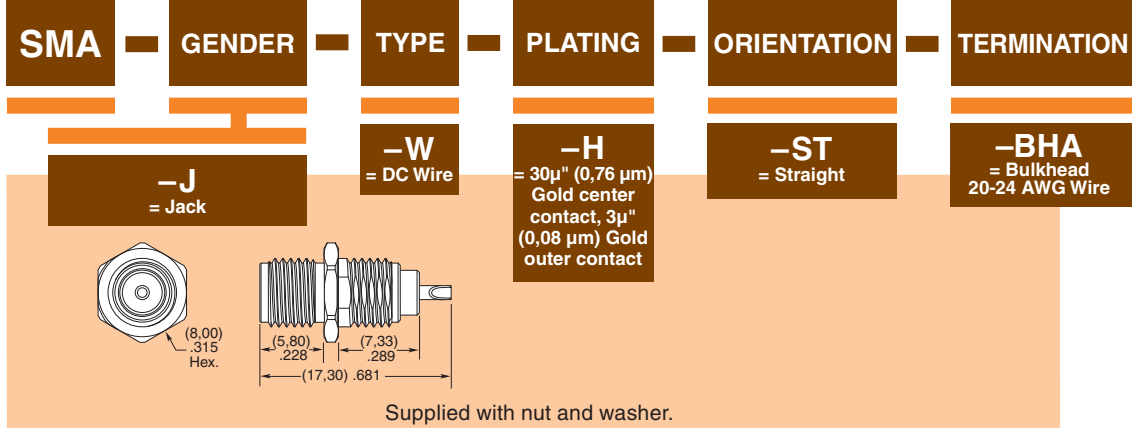 SMA – GENDER – TYPE – PLATING – ORIENTATION – TERMINATION
–J
= Jack
–W
= DC Wire
–H
= 30µ" (0,76 µm)
Gold center
contact, 3µ"
(0,08 µm) Gold
outer contact
–ST
= Straight
–BHA
= Bulkhead
20-24 AWG Wire
(8,00)
.315
Hex.
(5,80)
.228
(7,33)
.289
(17,30) .681
Supplied with nut and washer.